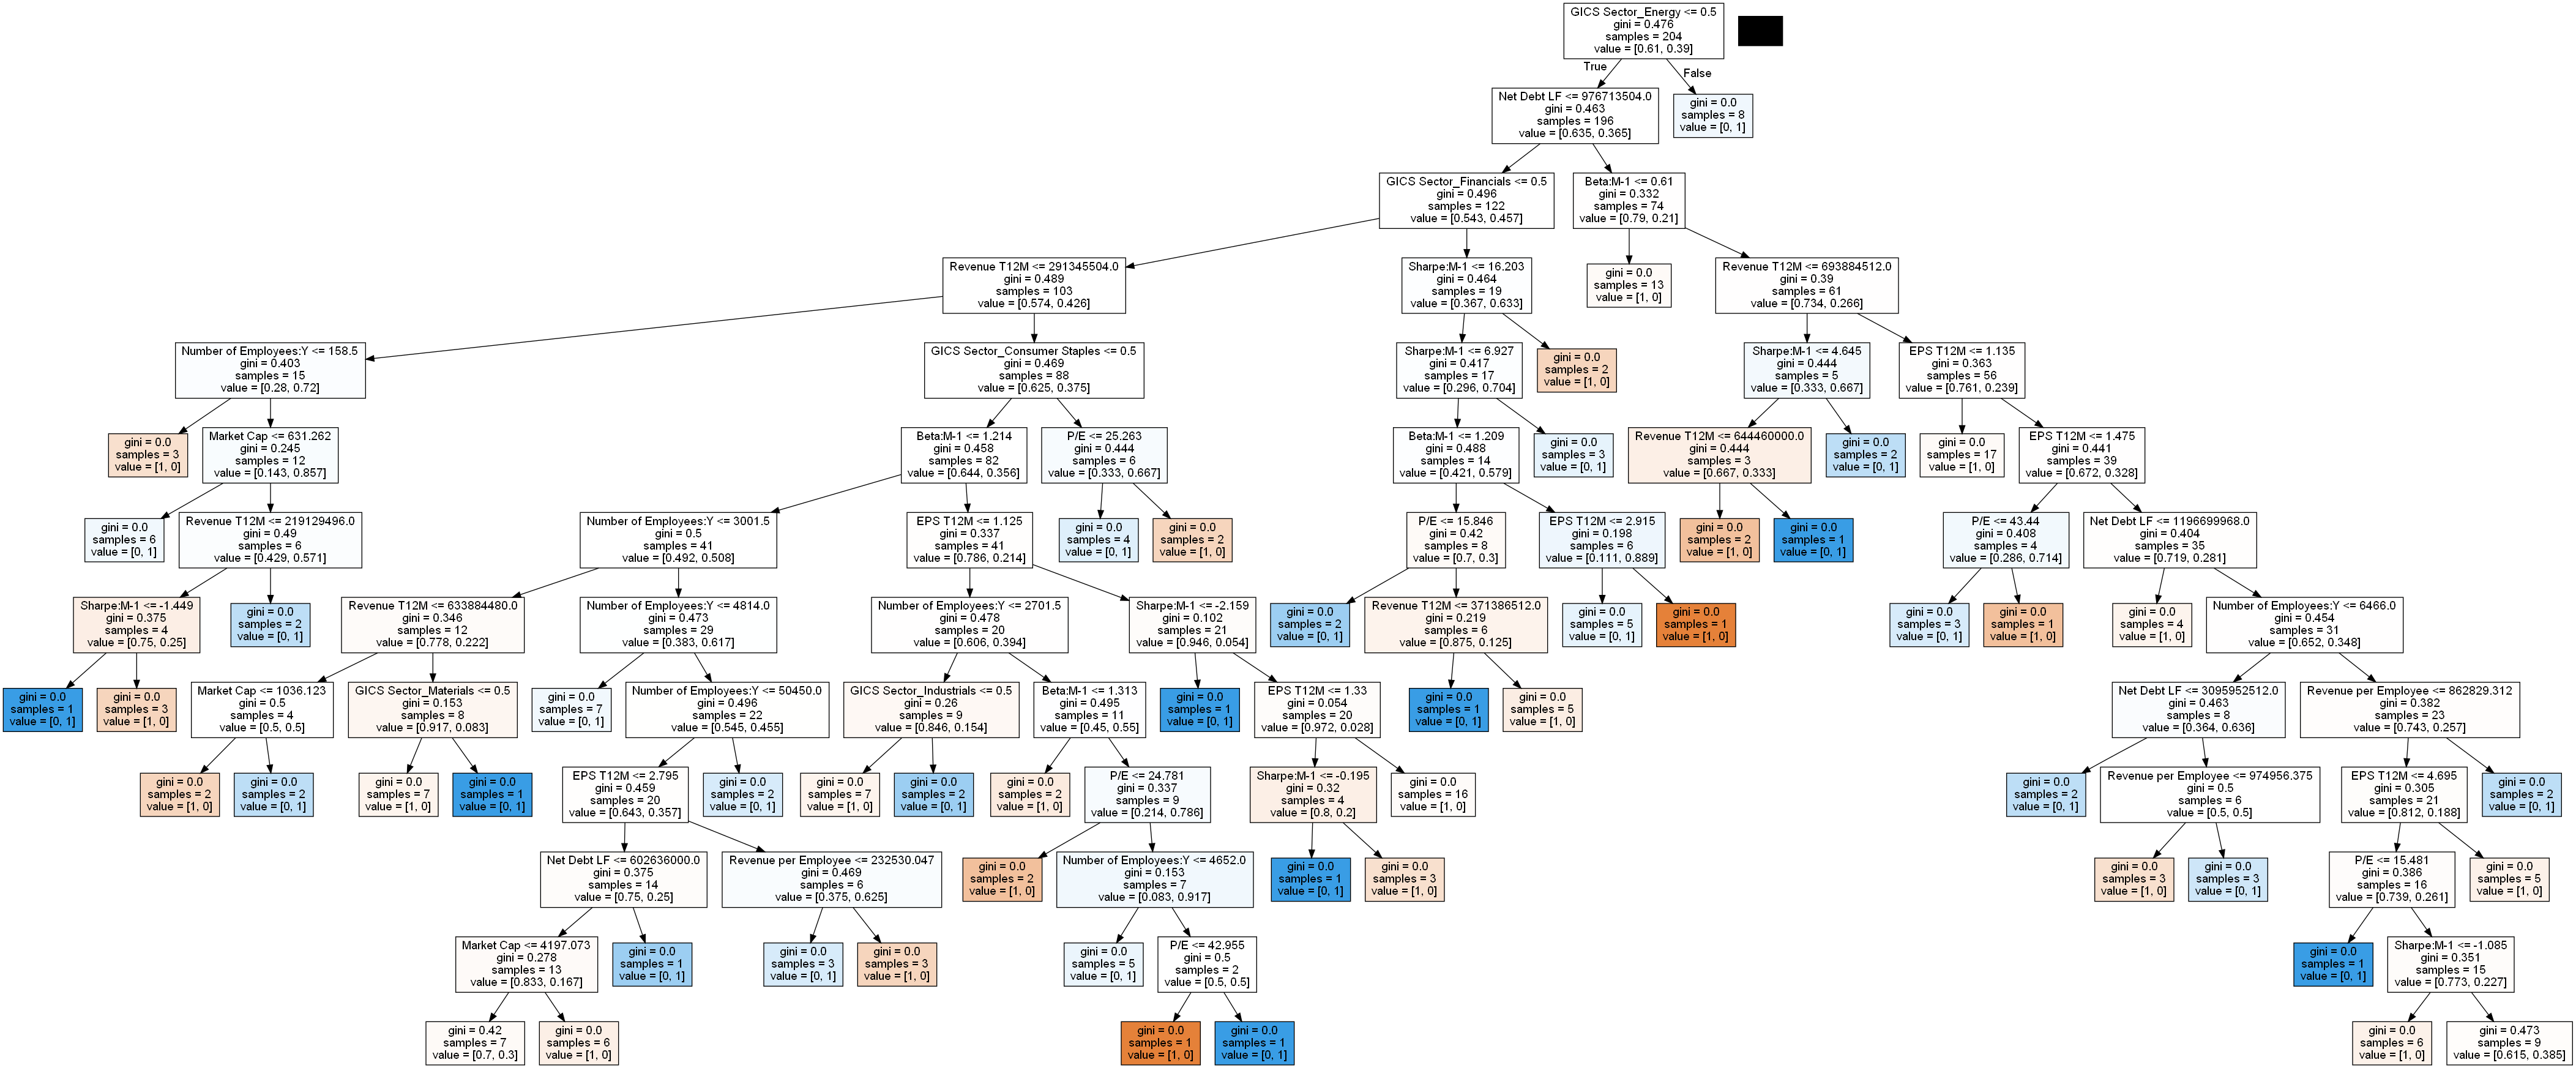 GICS Sector_Energy <= 0.5
gini = 0.476
samples = 204
value = [0.61, 0.39]
True
False
Net Debt LF <= 976713504.0
gini = 0.463
samples = 196
value = [0.635, 0.365]
gini = 0.0
samples = 8
value = [0, 1]
GICS Sector_Financials <= 0.5
gini = 0.496
samples = 122
value = [0.543, 0.457]
Beta:M-1 <= 0.61
gini = 0.332
samples = 74
value = [0.79, 0.21]
Revenue T12M <= 291345504.0
gini = 0.489
samples = 103
value = [0.574, 0.426]
Sharpe:M-1 <= 16.203
gini = 0.464
samples = 19
value = [0.367, 0.633]
gini = 0.0
samples = 13
value = [1, 0]
Revenue T12M <= 693884512.0
gini = 0.39
samples = 61
value = [0.734, 0.266]
Number of Employees:Y <= 158.5
gini = 0.403
samples = 15
value = [0.28, 0.72]
GICS Sector_Consumer Staples <= 0.5
gini = 0.469
samples = 88
value = [0.625, 0.375]
Sharpe:M-1 <= 6.927
gini = 0.417
samples = 17
value = [0.296, 0.704]
gini = 0.0
samples = 2
value = [1, 0]
Sharpe:M-1 <= 4.645
gini = 0.444
samples = 5
value = [0.333, 0.667]
EPS T12M <= 1.135
gini = 0.363
samples = 56
value = [0.761, 0.239]
gini = 0.0
samples = 3
value = [1, 0]
Market Cap <= 631.262
gini = 0.245
samples = 12
value = [0.143, 0.857]
Beta:M-1 <= 1.214
gini = 0.458
samples = 82
value = [0.644, 0.356]
P/E <= 25.263
gini = 0.444
samples = 6
value = [0.333, 0.667]
Beta:M-1 <= 1.209
gini = 0.488
samples = 14
value = [0.421, 0.579]
gini = 0.0
samples = 3
value = [0, 1]
Revenue T12M <= 644460000.0
gini = 0.444
samples = 3
value = [0.667, 0.333]
gini = 0.0
samples = 2
value = [0, 1]
gini = 0.0
samples = 17
value = [1, 0]
EPS T12M <= 1.475
gini = 0.441
samples = 39
value = [0.672, 0.328]
gini = 0.0
samples = 6
value = [0, 1]
Revenue T12M <= 219129496.0
gini = 0.49
samples = 6
value = [0.429, 0.571]
Number of Employees:Y <= 3001.5
gini = 0.5
samples = 41
value = [0.492, 0.508]
EPS T12M <= 1.125
gini = 0.337
samples = 41
value = [0.786, 0.214]
gini = 0.0
samples = 4
value = [0, 1]
gini = 0.0
samples = 2
value = [1, 0]
P/E <= 15.846
gini = 0.42
samples = 8
value = [0.7, 0.3]
EPS T12M <= 2.915
gini = 0.198
samples = 6
value = [0.111, 0.889]
gini = 0.0
samples = 2
value = [1, 0]
gini = 0.0
samples = 1
value = [0, 1]
P/E <= 43.44
gini = 0.408
samples = 4
value = [0.286, 0.714]
Net Debt LF <= 1196699968.0
gini = 0.404
samples = 35
value = [0.719, 0.281]
Sharpe:M-1 <= -1.449
gini = 0.375
samples = 4
value = [0.75, 0.25]
gini = 0.0
samples = 2
value = [0, 1]
Revenue T12M <= 633884480.0
gini = 0.346
samples = 12
value = [0.778, 0.222]
Number of Employees:Y <= 4814.0
gini = 0.473
samples = 29
value = [0.383, 0.617]
Number of Employees:Y <= 2701.5
gini = 0.478
samples = 20
value = [0.606, 0.394]
Sharpe:M-1 <= -2.159
gini = 0.102
samples = 21
value = [0.946, 0.054]
gini = 0.0
samples = 2
value = [0, 1]
Revenue T12M <= 371386512.0
gini = 0.219
samples = 6
value = [0.875, 0.125]
gini = 0.0
samples = 5
value = [0, 1]
gini = 0.0
samples = 1
value = [1, 0]
gini = 0.0
samples = 3
value = [0, 1]
gini = 0.0
samples = 1
value = [1, 0]
gini = 0.0
samples = 4
value = [1, 0]
Number of Employees:Y <= 6466.0
gini = 0.454
samples = 31
value = [0.652, 0.348]
gini = 0.0
samples = 1
value = [0, 1]
gini = 0.0
samples = 3
value = [1, 0]
Market Cap <= 1036.123
gini = 0.5
samples = 4
value = [0.5, 0.5]
GICS Sector_Materials <= 0.5
gini = 0.153
samples = 8
value = [0.917, 0.083]
gini = 0.0
samples = 7
value = [0, 1]
Number of Employees:Y <= 50450.0
gini = 0.496
samples = 22
value = [0.545, 0.455]
GICS Sector_Industrials <= 0.5
gini = 0.26
samples = 9
value = [0.846, 0.154]
Beta:M-1 <= 1.313
gini = 0.495
samples = 11
value = [0.45, 0.55]
gini = 0.0
samples = 1
value = [0, 1]
EPS T12M <= 1.33
gini = 0.054
samples = 20
value = [0.972, 0.028]
gini = 0.0
samples = 1
value = [0, 1]
gini = 0.0
samples = 5
value = [1, 0]
Net Debt LF <= 3095952512.0
gini = 0.463
samples = 8
value = [0.364, 0.636]
Revenue per Employee <= 862829.312
gini = 0.382
samples = 23
value = [0.743, 0.257]
gini = 0.0
samples = 2
value = [1, 0]
gini = 0.0
samples = 2
value = [0, 1]
gini = 0.0
samples = 7
value = [1, 0]
gini = 0.0
samples = 1
value = [0, 1]
EPS T12M <= 2.795
gini = 0.459
samples = 20
value = [0.643, 0.357]
gini = 0.0
samples = 2
value = [0, 1]
gini = 0.0
samples = 7
value = [1, 0]
gini = 0.0
samples = 2
value = [0, 1]
gini = 0.0
samples = 2
value = [1, 0]
P/E <= 24.781
gini = 0.337
samples = 9
value = [0.214, 0.786]
Sharpe:M-1 <= -0.195
gini = 0.32
samples = 4
value = [0.8, 0.2]
gini = 0.0
samples = 16
value = [1, 0]
gini = 0.0
samples = 2
value = [0, 1]
Revenue per Employee <= 974956.375
gini = 0.5
samples = 6
value = [0.5, 0.5]
EPS T12M <= 4.695
gini = 0.305
samples = 21
value = [0.812, 0.188]
gini = 0.0
samples = 2
value = [0, 1]
Net Debt LF <= 602636000.0
gini = 0.375
samples = 14
value = [0.75, 0.25]
Revenue per Employee <= 232530.047
gini = 0.469
samples = 6
value = [0.375, 0.625]
gini = 0.0
samples = 2
value = [1, 0]
Number of Employees:Y <= 4652.0
gini = 0.153
samples = 7
value = [0.083, 0.917]
gini = 0.0
samples = 1
value = [0, 1]
gini = 0.0
samples = 3
value = [1, 0]
gini = 0.0
samples = 3
value = [1, 0]
gini = 0.0
samples = 3
value = [0, 1]
P/E <= 15.481
gini = 0.386
samples = 16
value = [0.739, 0.261]
gini = 0.0
samples = 5
value = [1, 0]
Market Cap <= 4197.073
gini = 0.278
samples = 13
value = [0.833, 0.167]
gini = 0.0
samples = 1
value = [0, 1]
gini = 0.0
samples = 3
value = [0, 1]
gini = 0.0
samples = 3
value = [1, 0]
gini = 0.0
samples = 5
value = [0, 1]
P/E <= 42.955
gini = 0.5
samples = 2
value = [0.5, 0.5]
gini = 0.0
samples = 1
value = [0, 1]
Sharpe:M-1 <= -1.085
gini = 0.351
samples = 15
value = [0.773, 0.227]
gini = 0.42
samples = 7
value = [0.7, 0.3]
gini = 0.0
samples = 6
value = [1, 0]
gini = 0.0
samples = 1
value = [1, 0]
gini = 0.0
samples = 1
value = [0, 1]
gini = 0.0
samples = 6
value = [1, 0]
gini = 0.473
samples = 9
value = [0.615, 0.385]